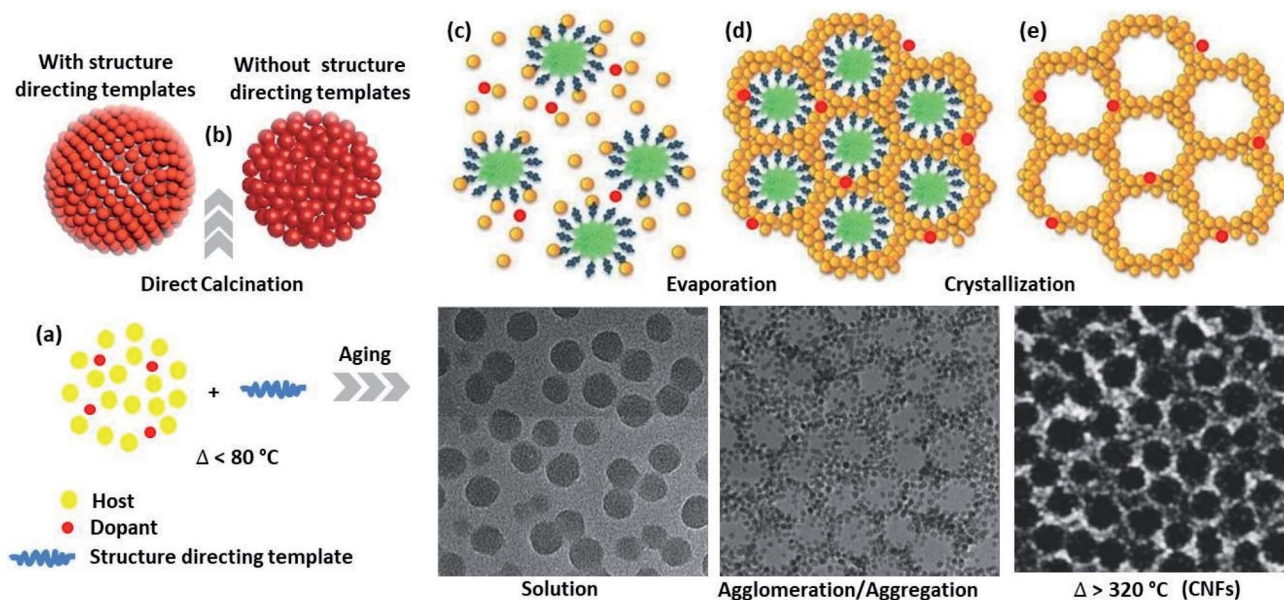 With structure
directing templates
Without structure
directing templates
(b)
Direct Calcination
(a)
+
Aging
Δ < 80 °C
Host
Dopant
Structure directing template
(c)
(d)
(e)
Evaporation
Crystallization
Solution
Agglomeration/Aggregation
Δ > 320 °C (CNFs)